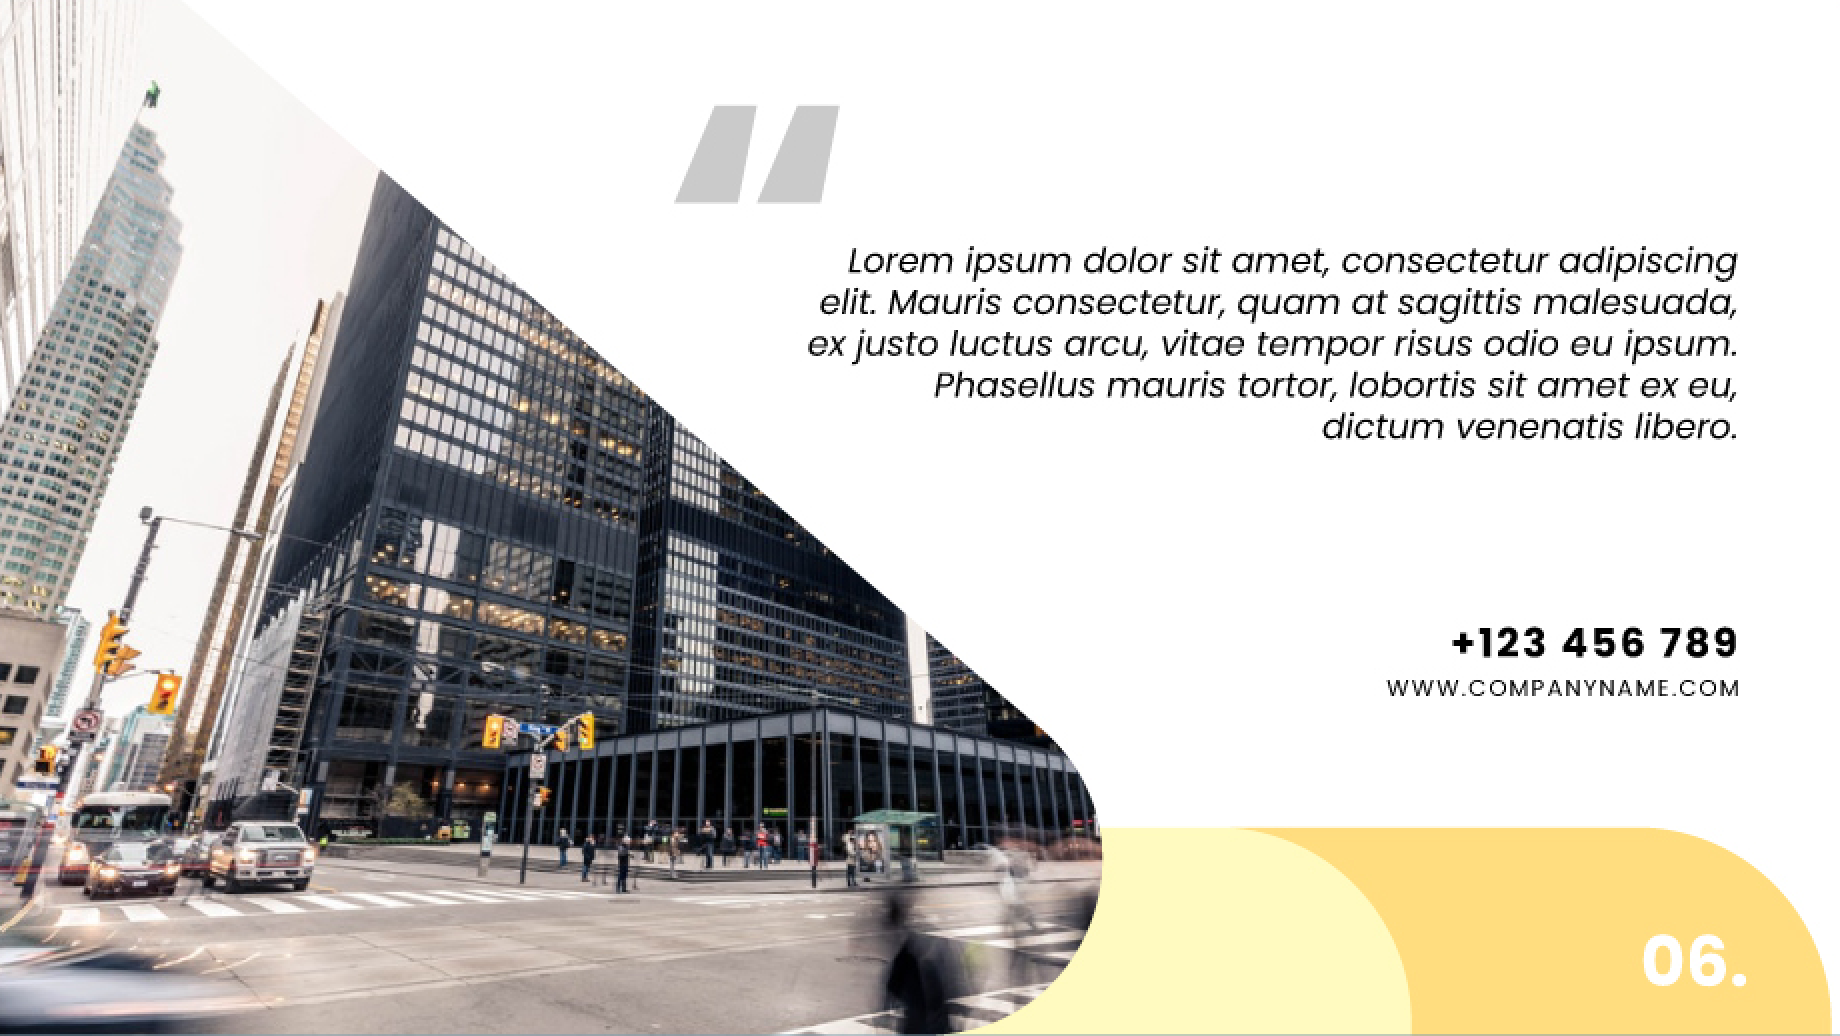 Lorem ipsum dolor sit amet, consectetur adipiscing
elit. Mauris consectetur, quam at sagittis malesuada,
ex justo luctus arcu, vitae tempor risus odio eu ipsum.
Phasellus mauris tortor, lobortis sit amet ex eu,
dictum venenatis libero.
+123 456 789
WWW.COMPANYNAME.COM
06.